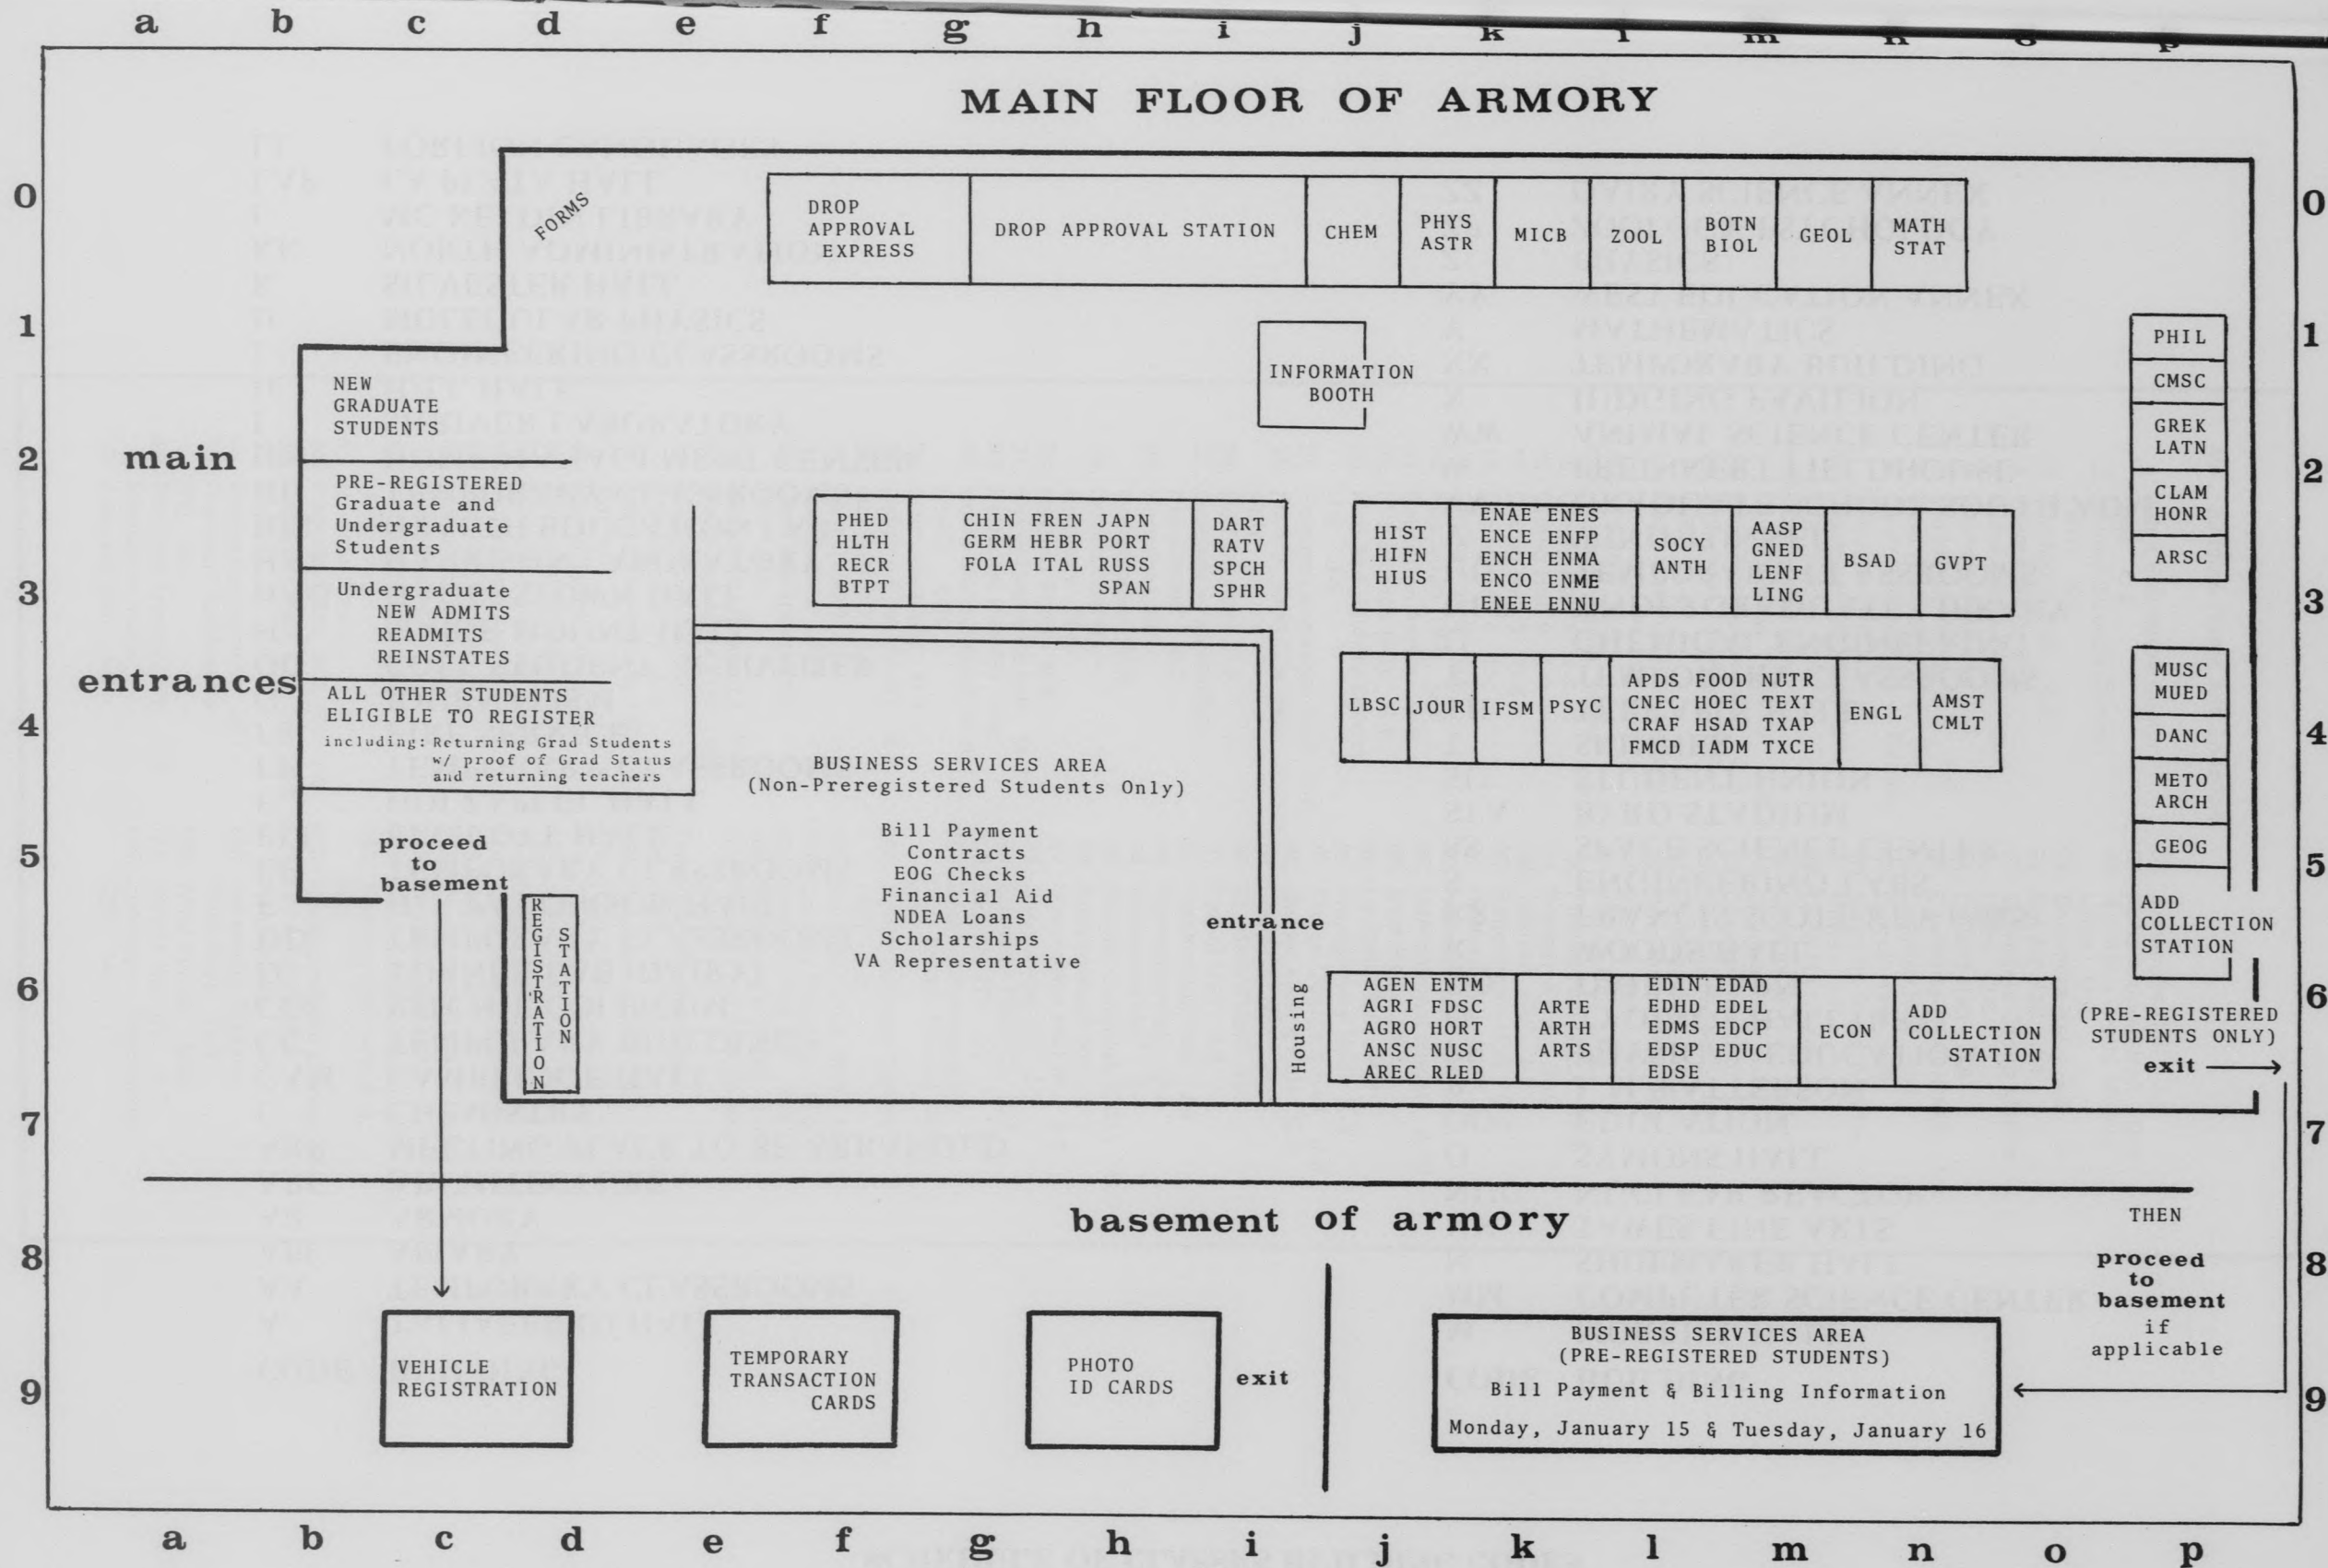 a b c d e f g h i j k l m n o p
MAIN FLOOR OF ARMORY
0
0
FORMS
DROP
APPROVAL
EXPRESS
DROP APPROVAL STATION
CHEM
PHYS
ASTR
MICB
ZOOL
BOTN
BIOL
GEOL
MATH
STAT
1
1
INFORMATION
BOOTH
PHIL
CMSC
GREK
LATN
CLAM
HONR
ARSC
NEW
GRADUATE
STUDENTS
2
main
2
PRE-REGISTERED
Graduate and
Undergraduate
Students
PHED
HLTH
RECR
BTPT
CHIN FREN JAPN
GERM HEBR PORT
FOLA ITAL RUSS
SPAN
DART
RATV
SPCH
SPHR
HIST
HIFN
HIUS
ENAE ENES
ENCE ENFP
ENCH ENMA
ENCO ENME
ENEE ENNU
SOCY
ANTH
AASP
GNED
LENF
LING
BSAD
GVPT
3
3
Undergraduate
NEW ADMITS
READMITS
REINSTATES
entrances
ALL OTHER STUDENTS
ELIGIBLE TO REGISTER
including: Returning Grad Students
w/ proof of Grad Status
and returning teachers
LBSC
JOUR
IFSM
PSYC
APDS FOOD NUTR
CNEC HOEC TEXT
CRAF HSAD TXAP
FMCD IADM TXCE
ENGL
AMST
CMLT
MUSC
MUED
DANC
METO
ARCH
GEOG
ADD
COLLECTION
STATION
4
4
BUSINESS SERVICES AREA
(Non-Preregistered Students Only)
Bill Payment
Contracts
EOG Checks
Financial Aid
NDEA Loans
Scholarships
VA Representative
5
5
proceed
to
basement
REGISTRATION
STATION
entrance
6
6
Housing
AGEN ENTM
AGRI FDSC
AGRO HORT
ANSC NUSC
AREC RLED
ARTE
ARTH
ARTS
EDIN EDAD
EDHD EDEL
EDMS EDCP
EDSP EDUC
EDSE
ECON
ADD
COLLECTION
STATION
(PRE-REGISTERED
STUDENTS ONLY)
exit
7
7
basement of armory
THEN
proceed
to
basement
if
applicable
8
8
VEHICLE
REGISTRATION
TEMPORARY
TRANSACTION
CARDS
PHOTO
ID CARDS
exit
BUSINESS SERVICES AREA
(PRE-REGISTERED STUDENTS)
Bill Payment & Billing Information
Monday, January 15 & Tuesday, January 16
9
9
a b c d e f g h i j k l m n o p